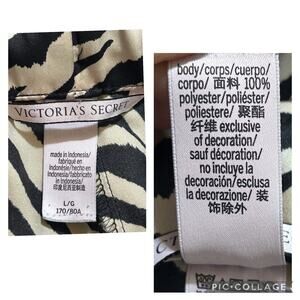 VICTORIA'S SECRET
made in Indonesia/
fabriqué en
Indonésie/hecho en
Indonesia/fabbricato
in Indonesia/
印度尼西亚制造
L/G
170/80A
body/corps/cuerpo/
corpo/ 面料 100%
polyester/poliéster/
poliestere/ 聚酯
纤维 exclusive
of decoration/
sauf décoration/
no incluye la
decoración/esclusa
la decorazione/ 装
饰除外
PIC•COLLAGE